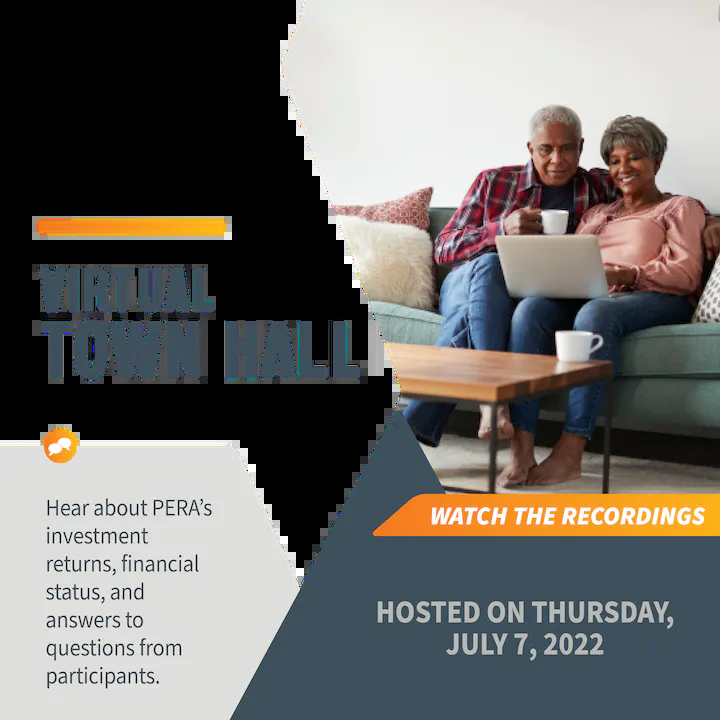 VIRTUAL
TOWN HALL
Hear about PERA’s
investment
returns, financial
status, and
answers to
questions from
participants.
WATCH THE RECORDINGS
HOSTED ON THURSDAY,
JULY 7, 2022